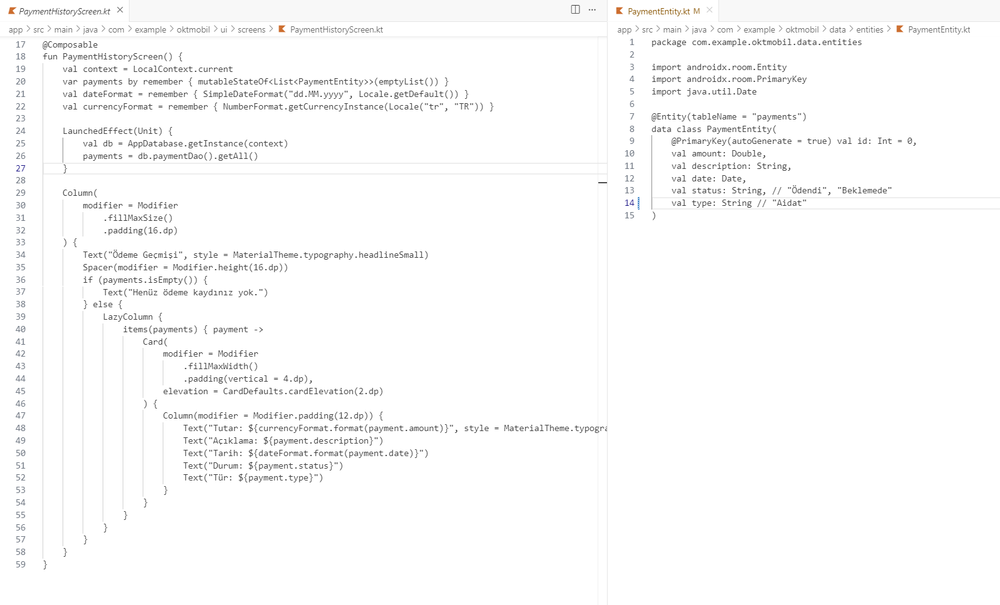 PaymentHistoryScreen.kt
app > src > main > java > com > example > oktmobil > ui > screens > PaymentHistoryScreen.kt
17 @Composable
18 fun PaymentHistoryScreen() {
19     val context = LocalContext.current
20     var payments by remember { mutableStateOf<List<PaymentEntity>>(emptyList()) }
21     val dateFormat = remember { SimpleDateFormat("dd.MM.yyyy", Locale.getDefault()) }
22     val currencyFormat = remember { NumberFormat.getCurrencyInstance(Locale("tr", "TR")) }
23
24     LaunchedEffect(Unit) {
25         val db = AppDatabase.getInstance(context)
26         payments = db.paymentDao().getAll()
27     }
28
29     Column(
30         modifier = Modifier
31             .fillMaxSize()
32             .padding(16.dp)
33     ) {
34         Text("Ödeme Geçmişi", style = MaterialTheme.typography.headlineSmall)
35         Spacer(modifier = Modifier.height(16.dp))
36         if (payments.isEmpty()) {
37             Text("Henüz ödeme kaydınız yok.")
38         } else {
39             LazyColumn {
40                 items(payments) { payment ->
41                     Card(
42                         modifier = Modifier
43                             .fillMaxWidth()
44                             .padding(vertical = 4.dp),
45                         elevation = CardDefaults.cardElevation(2.dp)
46                     ) {
47                         Column(modifier = Modifier.padding(12.dp)) {
48                             Text("Tutar: ${currencyFormat.format(payment.amount)}", style = MaterialTheme.typogra
49                             Text("Açıklama: ${payment.description}")
50                             Text("Tarih: ${dateFormat.format(payment.date)}")
51                             Text("Durum: ${payment.status}")
52                             Text("Tür: ${payment.type}")
53                         }
54                     }
55                 }
56             }
57         }
58     }
59 }
PaymentEntity.kt M
app > src > main > java > com > example > oktmobil > data > entities > PaymentEntity.kt
1 package com.example.oktmobil.data.entities
2
3 import androidx.room.Entity
4 import androidx.room.PrimaryKey
5 import java.util.Date
6
7 @Entity(tableName = "payments")
8 data class PaymentEntity(
9     @PrimaryKey(autoGenerate = true) val id: Int = 0,
10     val amount: Double,
11     val description: String,
12     val date: Date,
13     val status: String, // "Ödendi", "Beklemede"
14     val type: String // "Aidat"
15 )